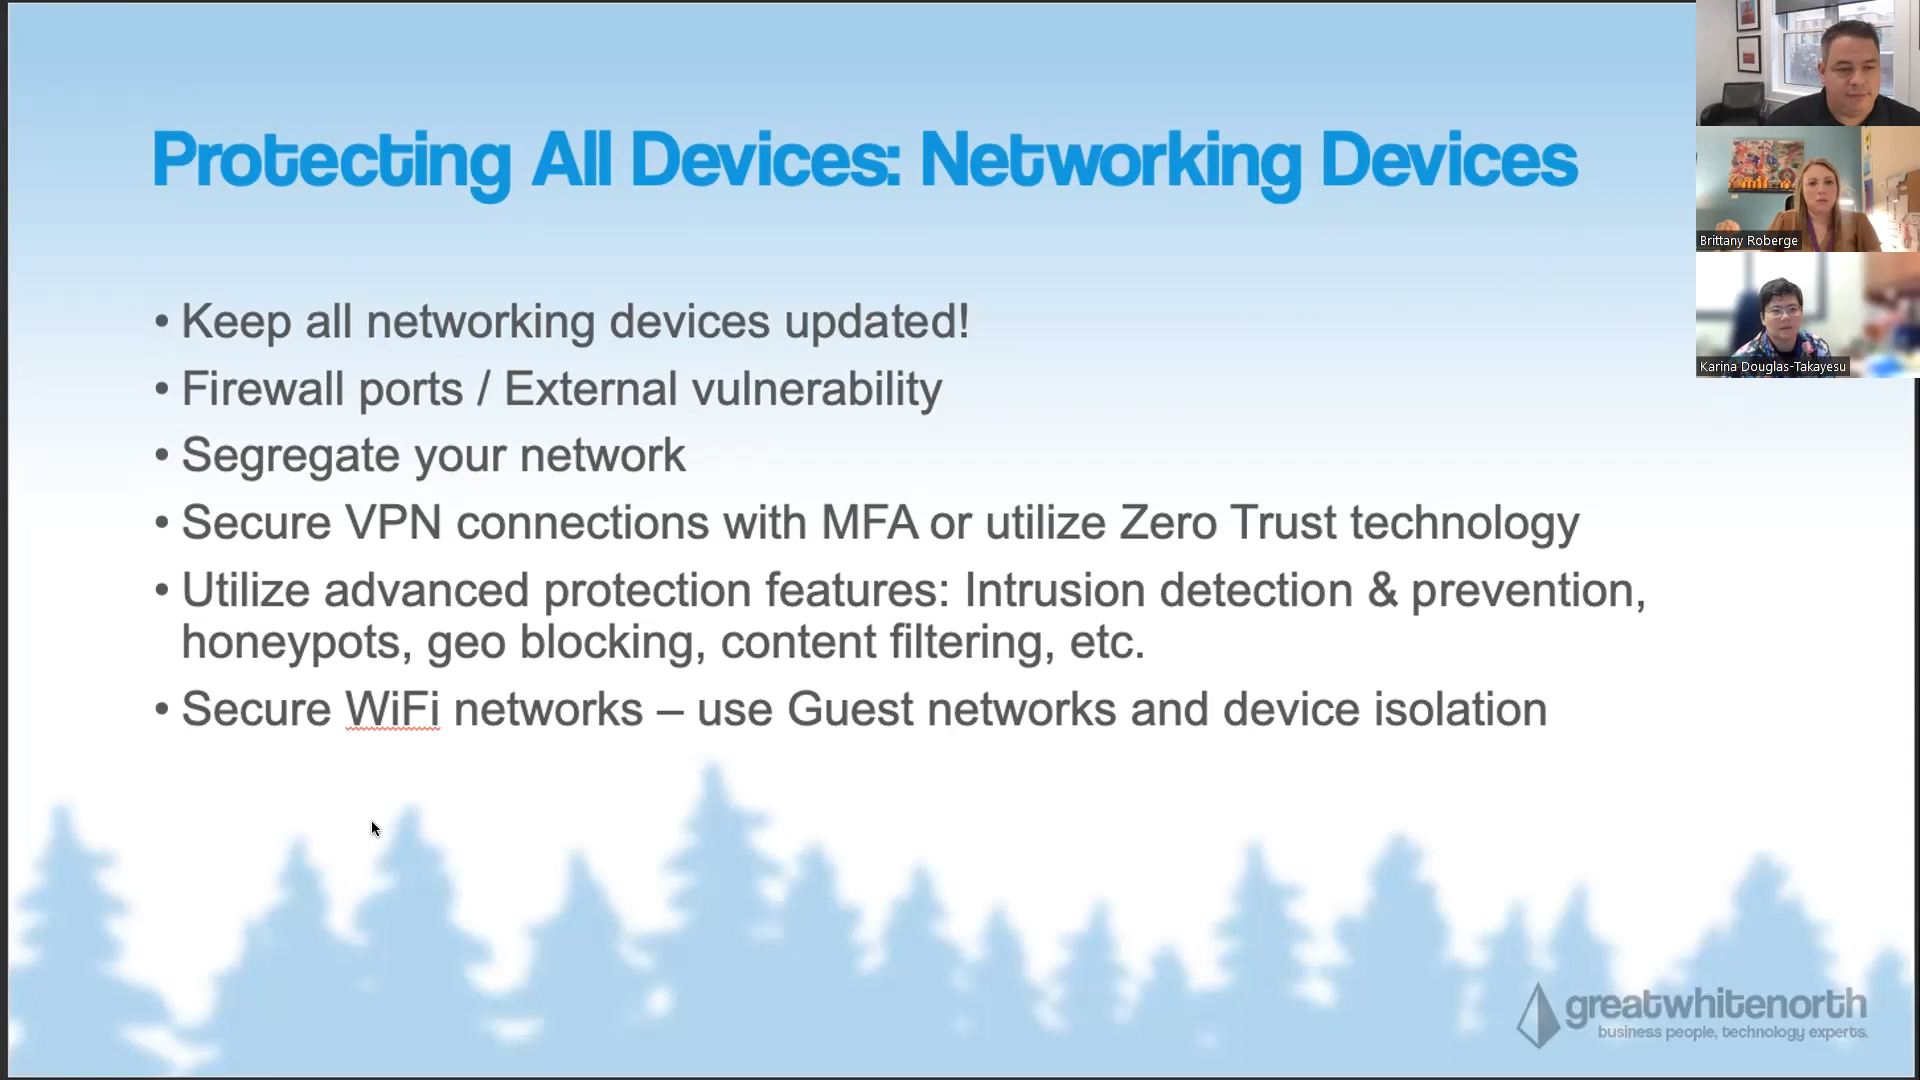 Protecting All Devices: Networking Devices
• Keep all networking devices updated!
• Firewall ports / External vulnerability
• Segregate your network
• Secure VPN connections with MFA or utilize Zero Trust technology
• Utilize advanced protection features: Intrusion detection & prevention,
honeypots, geo blocking, content filtering, etc.
• Secure WiFi networks – use Guest networks and device isolation
greatwhitenorth
business people, technology experts.
Brittany Roberge
Karina Douglas-Takayesu